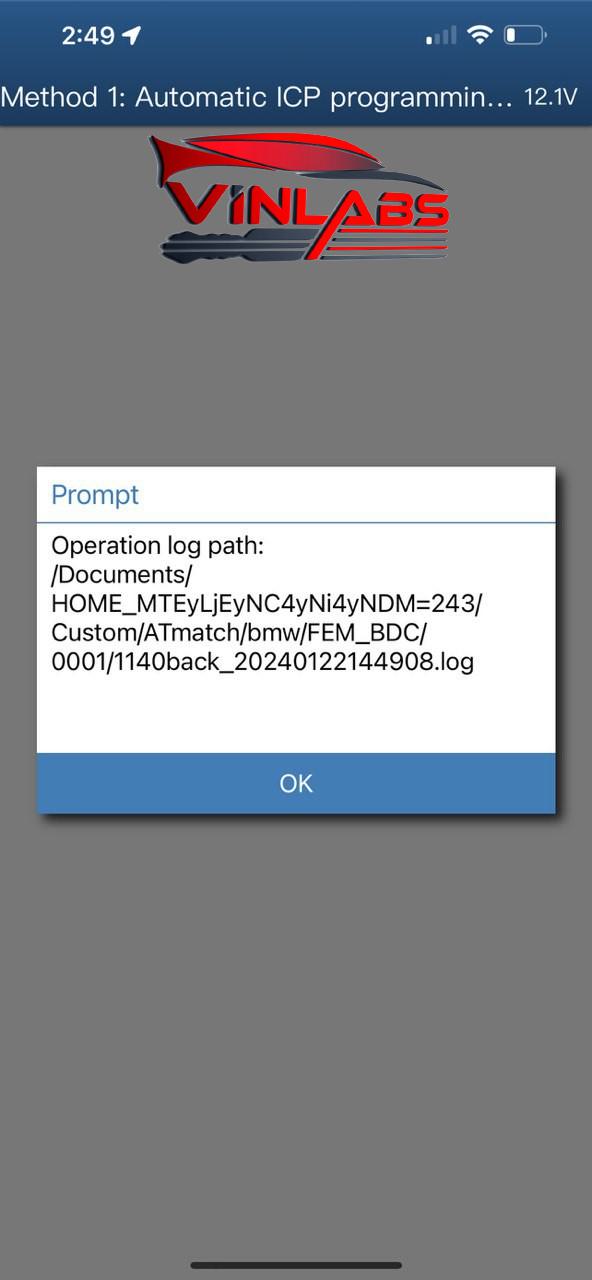 2:49
Method 1: Automatic ICP programmin... 12.1V
ViNLABS
Prompt
Operation log path:
/Documents/
HOME_MTEyLjEyNC4yNi4yNDM=243/
Custom/ATmatch/bmw/FEM_BDC/
0001/1140back_20240122144908.log
OK